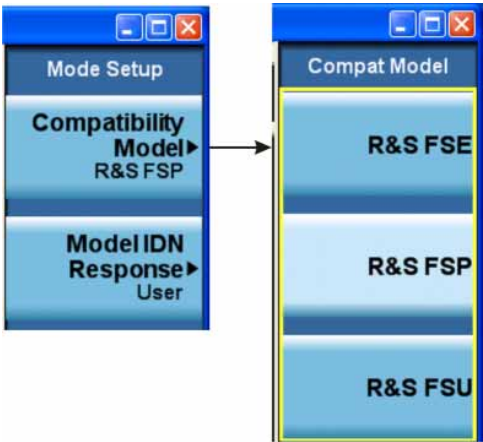 Mode Setup
Compatibility
Model
R&S FSP
Model IDN
Response
User
Compat Model
R&S FSE
R&S FSP
R&S FSU